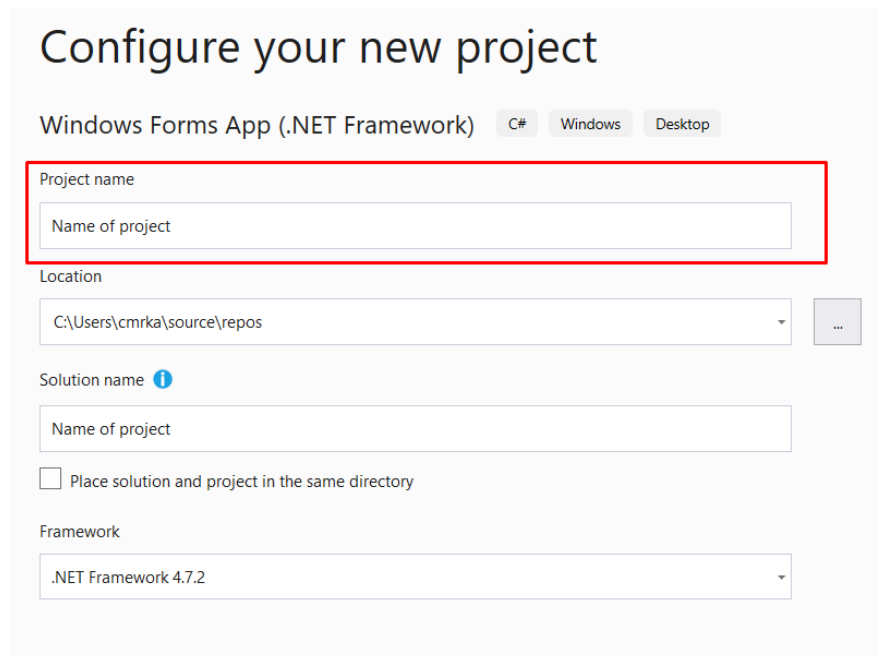 Configure your new project
Windows Forms App (.NET Framework) C# Windows Desktop
Project name
Name of project
Location
C:\Users\cmrka\source\repos
...
Solution name i
Name of project
Place solution and project in the same directory
Framework
.NET Framework 4.7.2